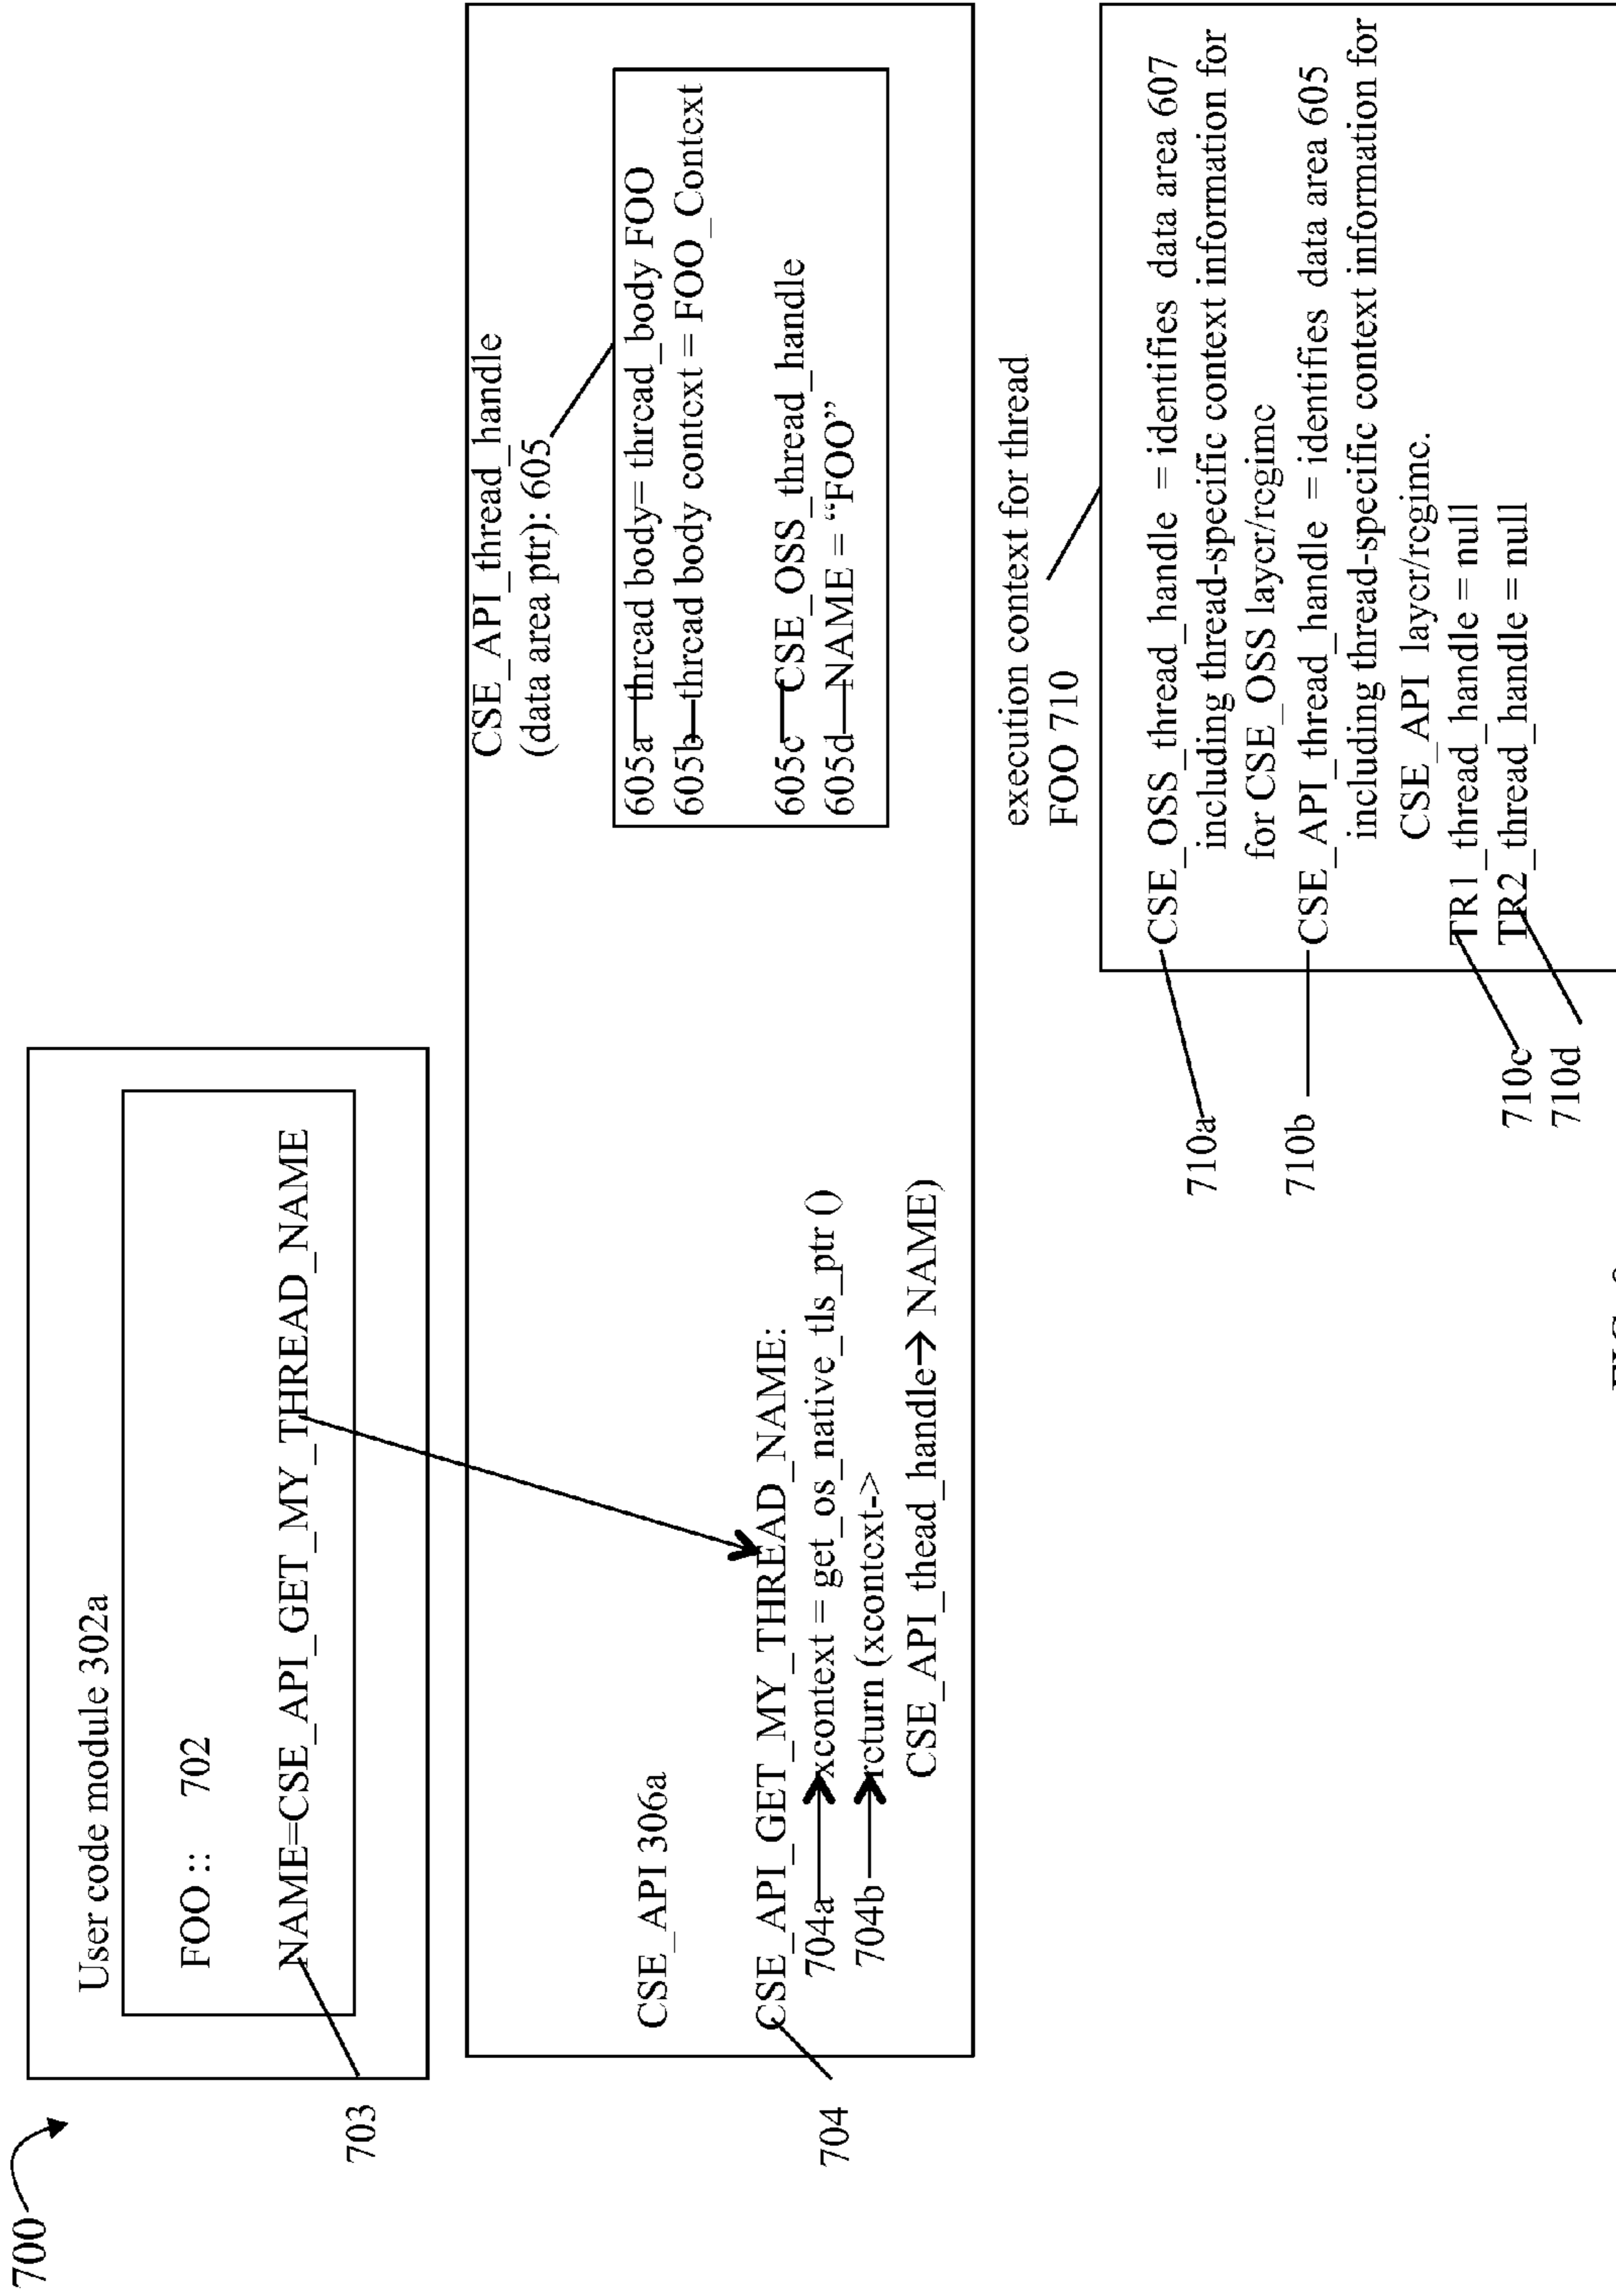 700
User code module 302a
FOO :: 702
NAME=CSE_API_GET_MY_THREAD_NAME
703
CSE_API_thread_handle
(data area ptr): 605
CSE_API 306a
CSE_API_GET_MY_THREAD_NAME:
704a xcontext = get_os_native_tls_ptr ()
704b return (xcontext->
CSE_API_thead_handle→ NAME)
704
605a thread body= thread_body FOO
605b thread body context = FOO_Context
605c CSE_OSS_thread_handle
605d NAME = “FOO”
execution context for thread
FOO 710
710a CSE_OSS_thread_handle = identifies data area 607
including thread-specific context information for
for CSE_OSS layer/regime
710b CSE_API_thread_handle = identifies data area 605
including thread-specific context information for
CSE_API layer/regime.
710c TR1_thread_handle = null
710d TR2_thread_handle = null